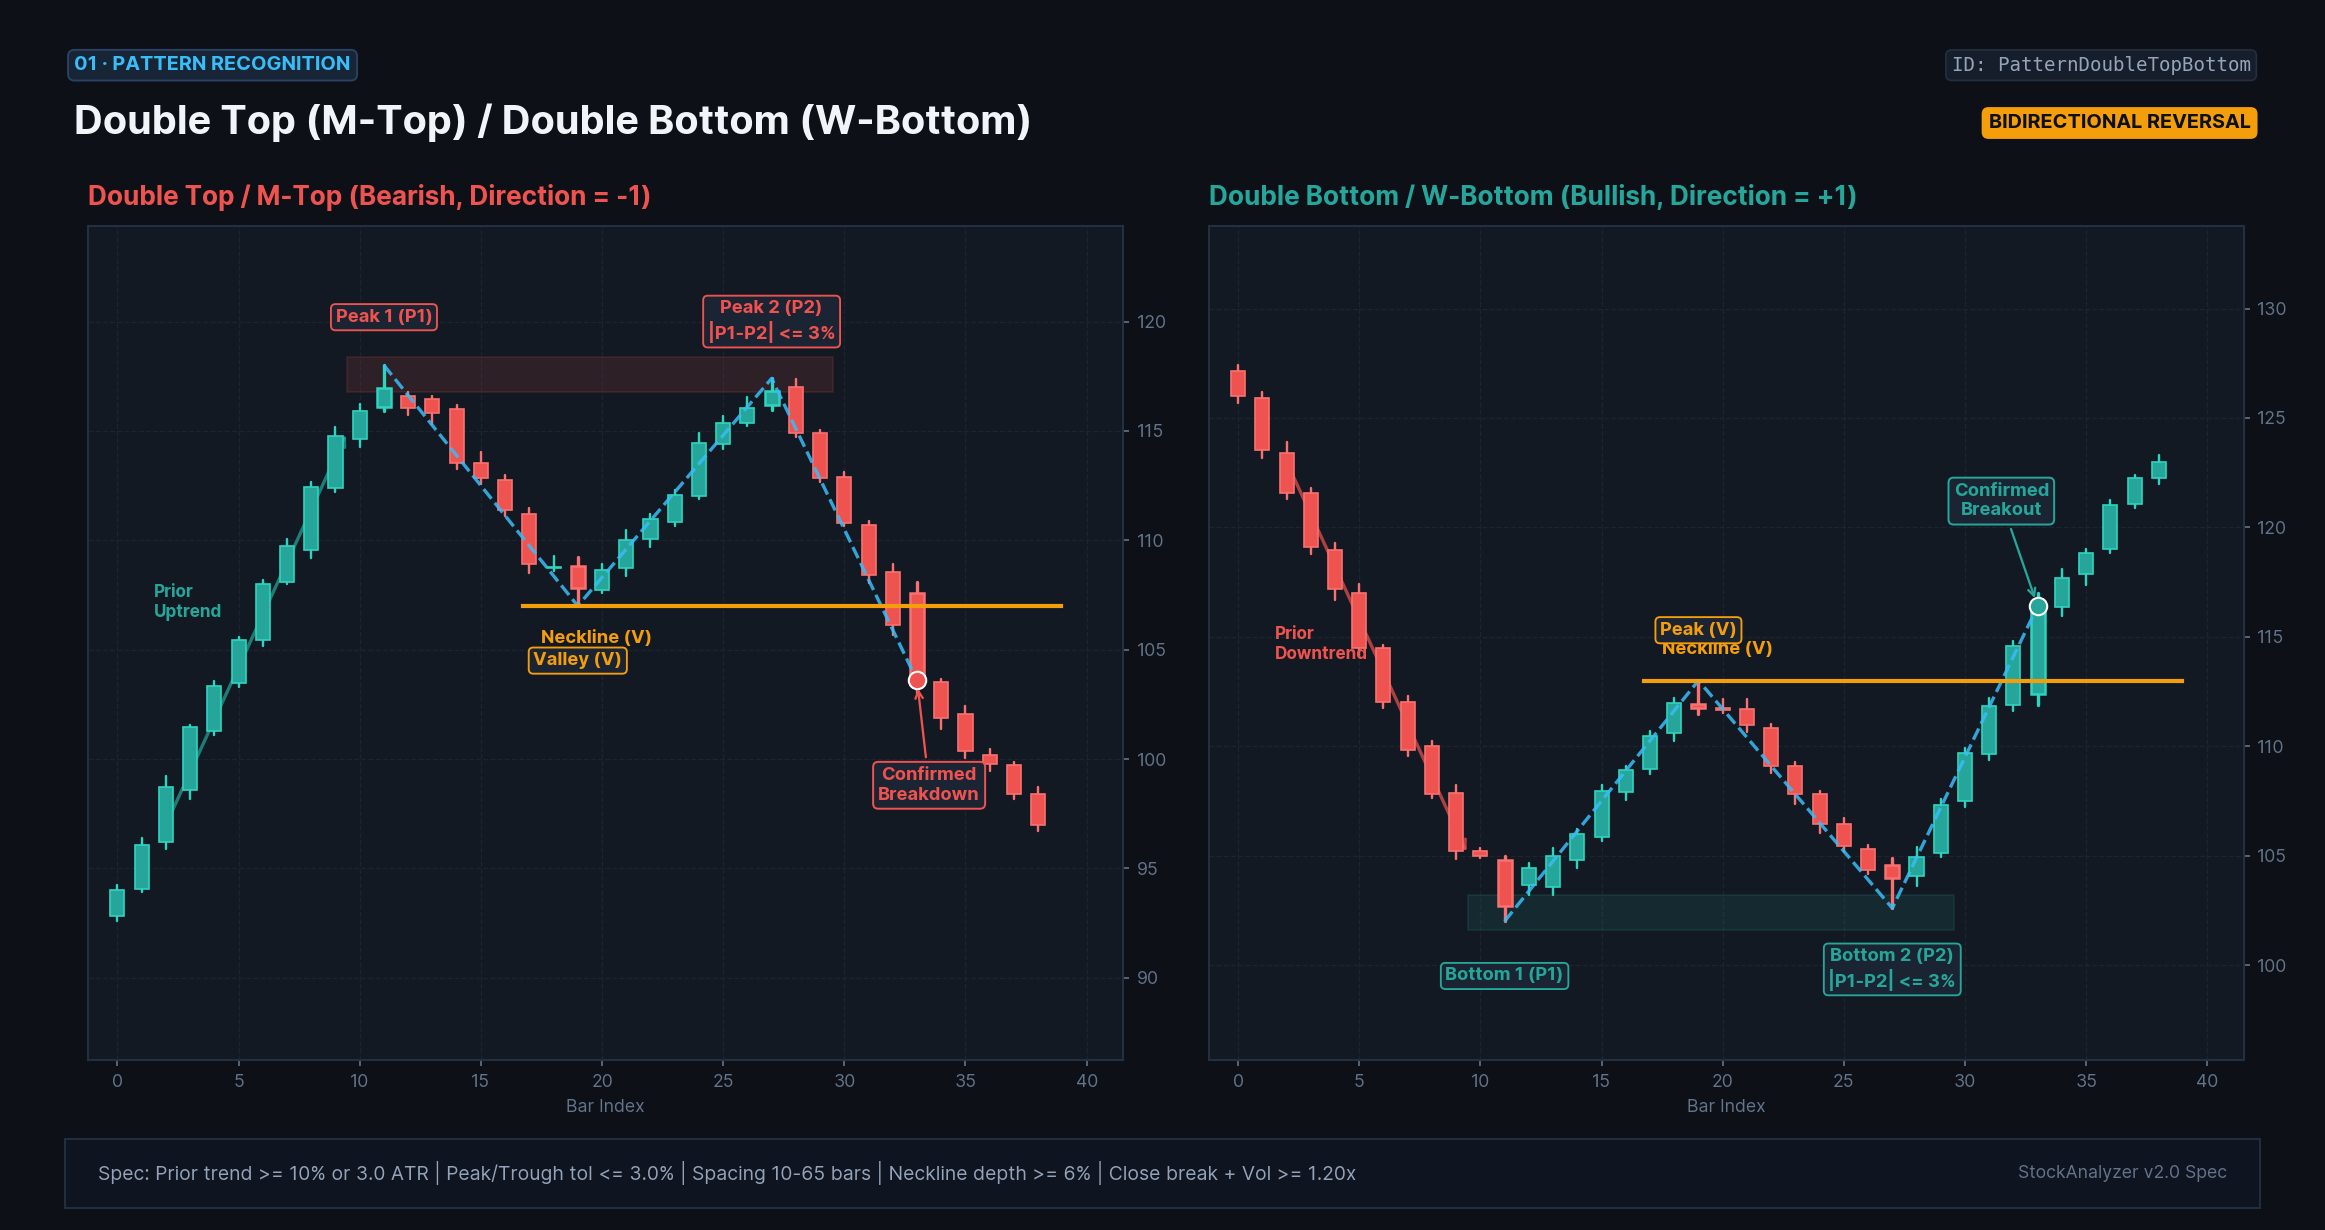 01 · PATTERN RECOGNITION
ID: PatternDoubleTopBottom
Double Top (M-Top) / Double Bottom (W-Bottom)
BIDIRECTIONAL REVERSAL
Double Top / M-Top (Bearish, Direction = -1)
Peak 1 (P1)
Peak 2 (P2)
|P1-P2| <= 3%
Prior
Uptrend
Neckline (V)
Valley (V)
Confirmed
Breakdown
120
115
110
105
100
95
90
0 5 10 15 20 25 30 35 40
Bar Index
Double Bottom / W-Bottom (Bullish, Direction = +1)
Confirmed
Breakout
Prior
Downtrend
Peak (V)
Neckline (V)
Bottom 1 (P1)
Bottom 2 (P2)
|P1-P2| <= 3%
130
125
120
115
110
105
100
0 5 10 15 20 25 30 35 40
Bar Index
Spec: Prior trend >= 10% or 3.0 ATR | Peak/Trough tol <= 3.0% | Spacing 10-65 bars | Neckline depth >= 6% | Close break + Vol >= 1.20x
StockAnalyzer v2.0 Spec